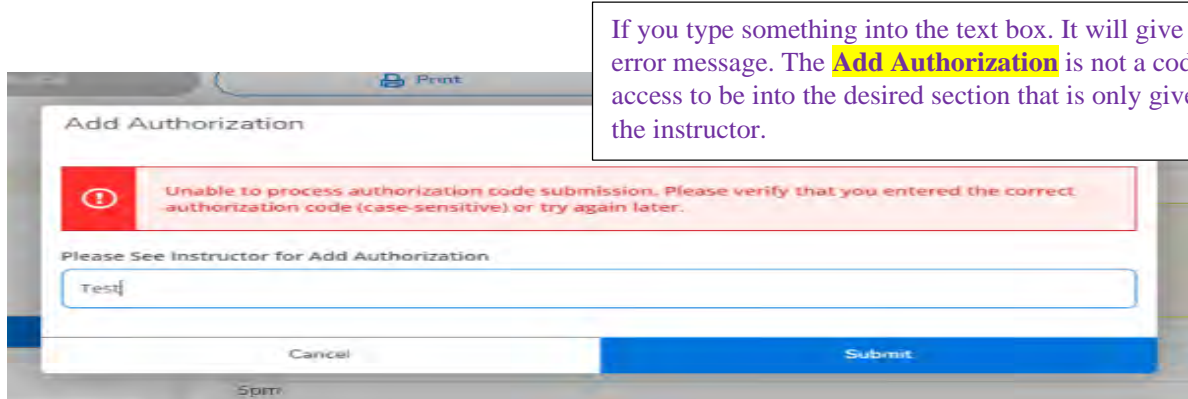 If you type something into the text box. It will give
error message. The Add Authorization is not a cod
access to be into the desired section that is only give
the instructor.
Print
Add Authorization
Unable to process authorization code submission. Please verify that you entered the correct
authorization code (case-sensitive) or try again later.
Please See Instructor for Add Authorization
Test
Cancel
Submit
5pm